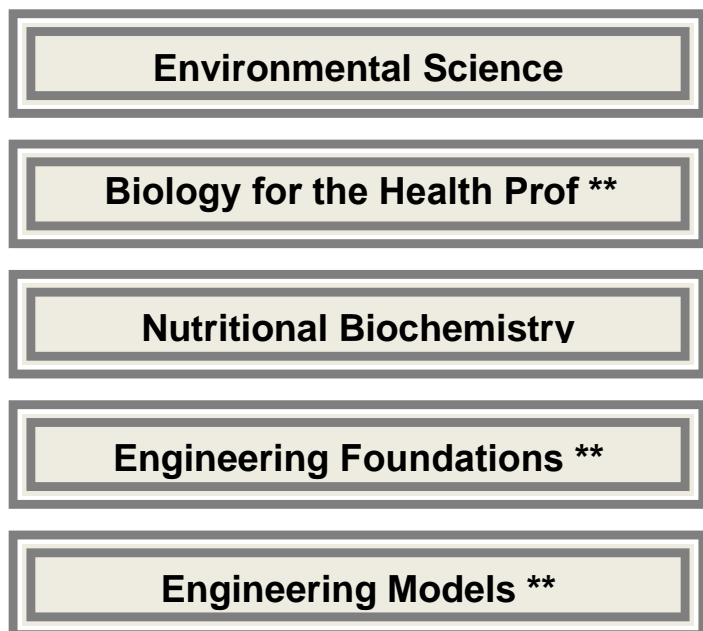 Environmental Science
Biology for the Health Prof **
Nutritional Biochemistry
Engineering Foundations **
Engineering Models **